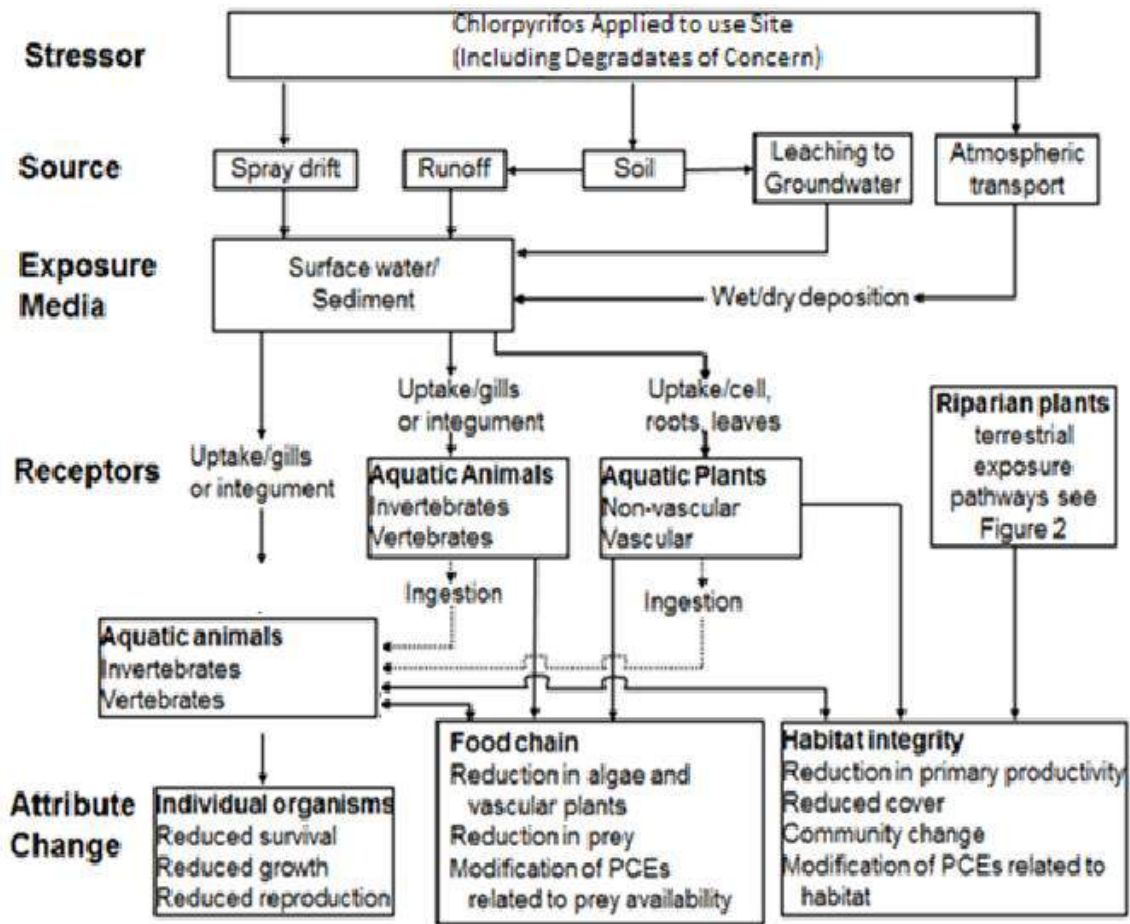 Stressor
Chlorpyrifos Applied to use Site
(Including Degradates of Concern)
Source
Spray drift
Runoff
Soil
Leaching to
Groundwater
Atmospheric
transport
Exposure
Media
Surface water/
Sediment
Wet/dry deposition
Receptors
Uptake/gills
or integument
Uptake/gills
or integument
Uptake/cell,
roots, leaves
Riparian plants
terrestrial
exposure
pathways see
Figure 2
Aquatic Animals
Invertebrates
Vertebrates
Aquatic Plants
Non-vascular
Vascular
Ingestion
Ingestion
Aquatic animals
Invertebrates
Vertebrates
Attribute
Change
Individual organisms
Reduced survival
Reduced growth
Reduced reproduction
Food chain
Reduction in algae and
vascular plants
Reduction in prey
Modification of PCEs
related to prey availability
Habitat integrity
Reduction in primary productivity
Reduced cover
Community change
Modification of PCEs related to
habitat